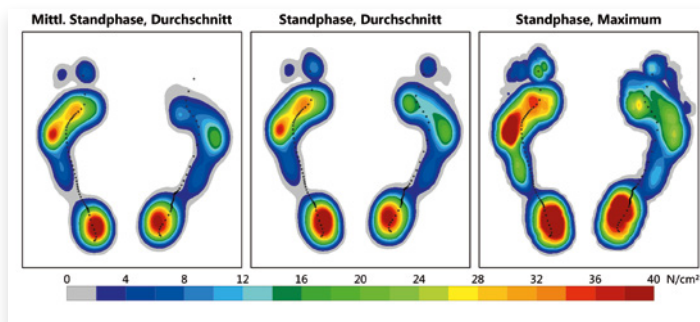 Mittl. Standphase, Durchschnitt
Standphase, Durchschnitt
Standphase, Maximum
0 4 8 12 16 20 24 28 32 36 40 N/cm²